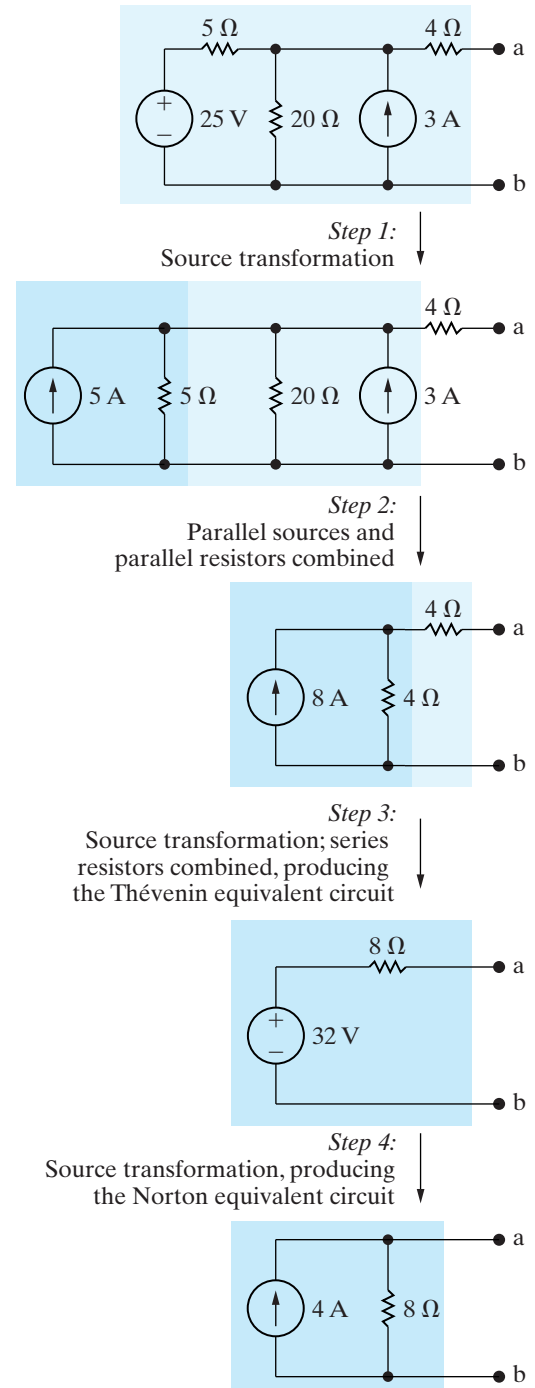 5 Ω 4 Ω
a
+
25 V 20 Ω 3 A
−
b
Step 1:
Source transformation
4 Ω
a
5 A 5 Ω 20 Ω 3 A
b
Step 2:
Parallel sources and
parallel resistors combined
4 Ω
a
8 A 4 Ω
b
Step 3:
Source transformation; series
resistors combined, producing
the Thévenin equivalent circuit
8 Ω
a
+
32 V
−
b
Step 4:
Source transformation, producing
the Norton equivalent circuit
a
4 A 8 Ω
b